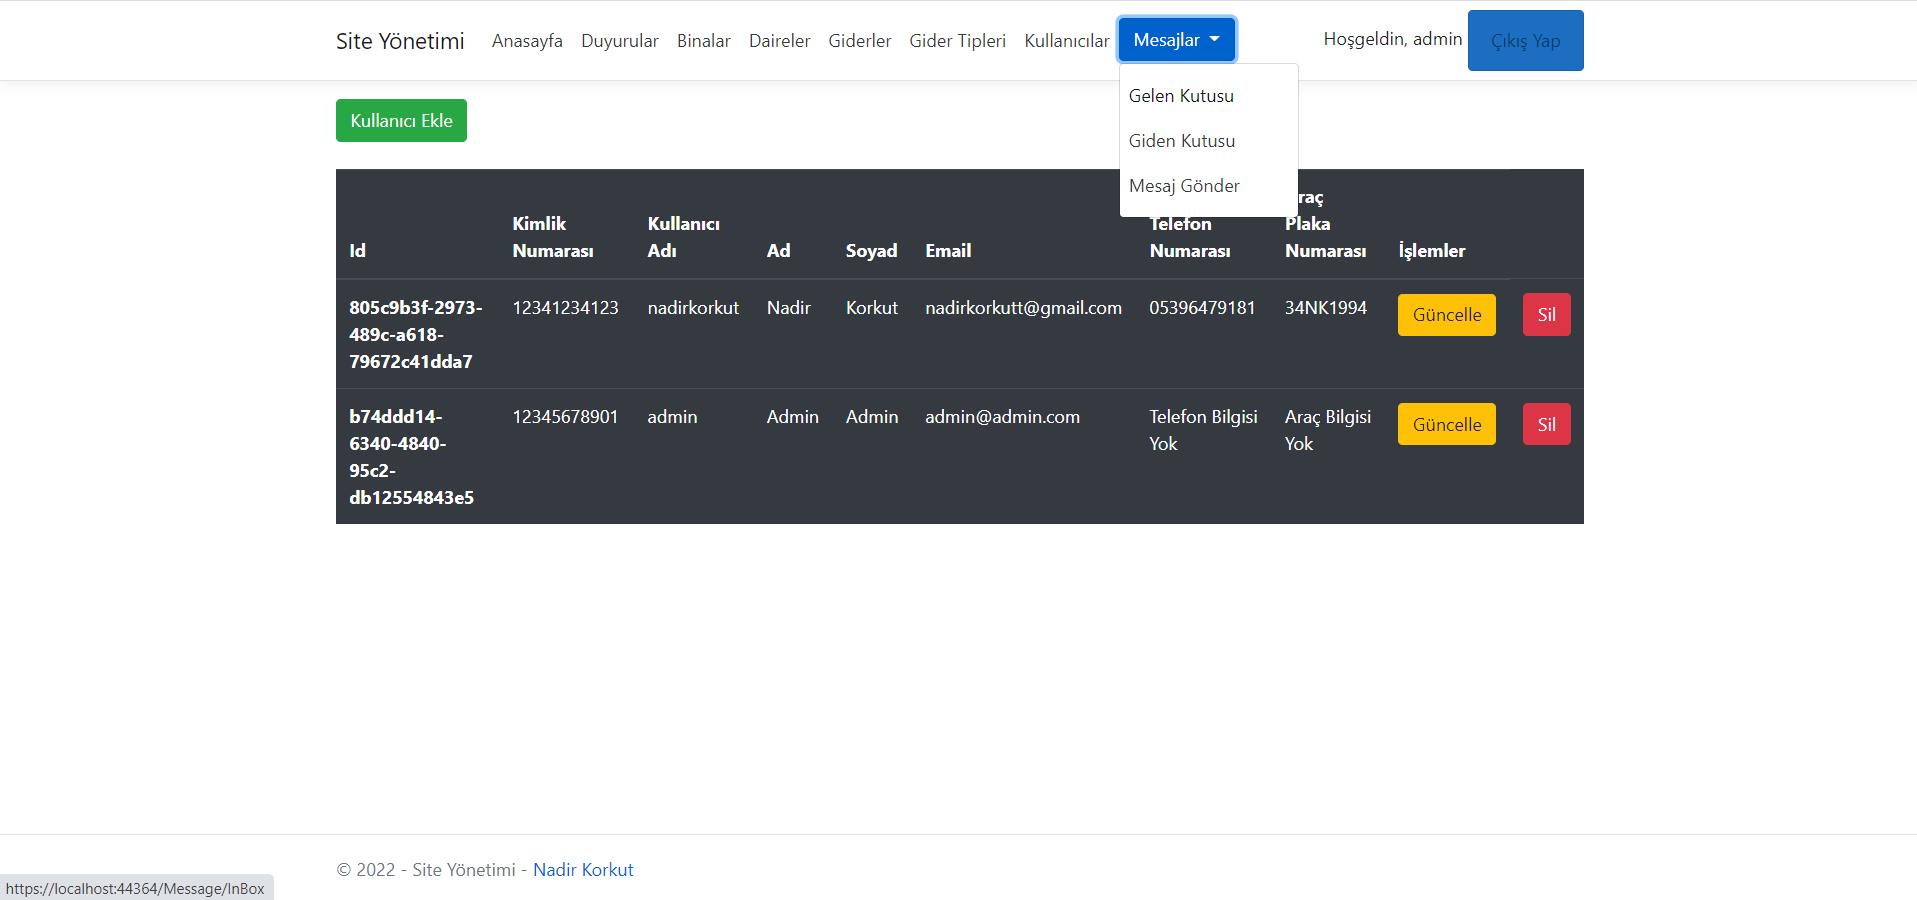 Site Yönetimi Anasayfa Duyurular Binalar Daireler Giderler Gider Tipleri Kullanıcılar Mesajlar Hoşgeldin, admin Çıkış Yap
Gelen Kutusu
Giden Kutusu
Mesaj Gönder
Kullanıcı Ekle
Id Kimlik Numarası Kullanıcı Adı Ad Soyad Email Telefon Numarası raç Plaka Numarası İşlemler
805c9b3f-2973- 12341234123 nadirkorkut Nadir Korkut nadirkorkutt@gmail.com 05396479181 34NK1994 Güncelle Sil
489c-a618-
79672c41dda7
b74ddd14- 12345678901 admin Admin Admin admin@admin.com Telefon Bilgisi Araç Bilgisi Güncelle Sil
6340-4840- Yok Yok
95c2-
db12554843e5
© 2022 - Site Yönetimi - Nadir Korkut
https://localhost:44364/Message/InBox